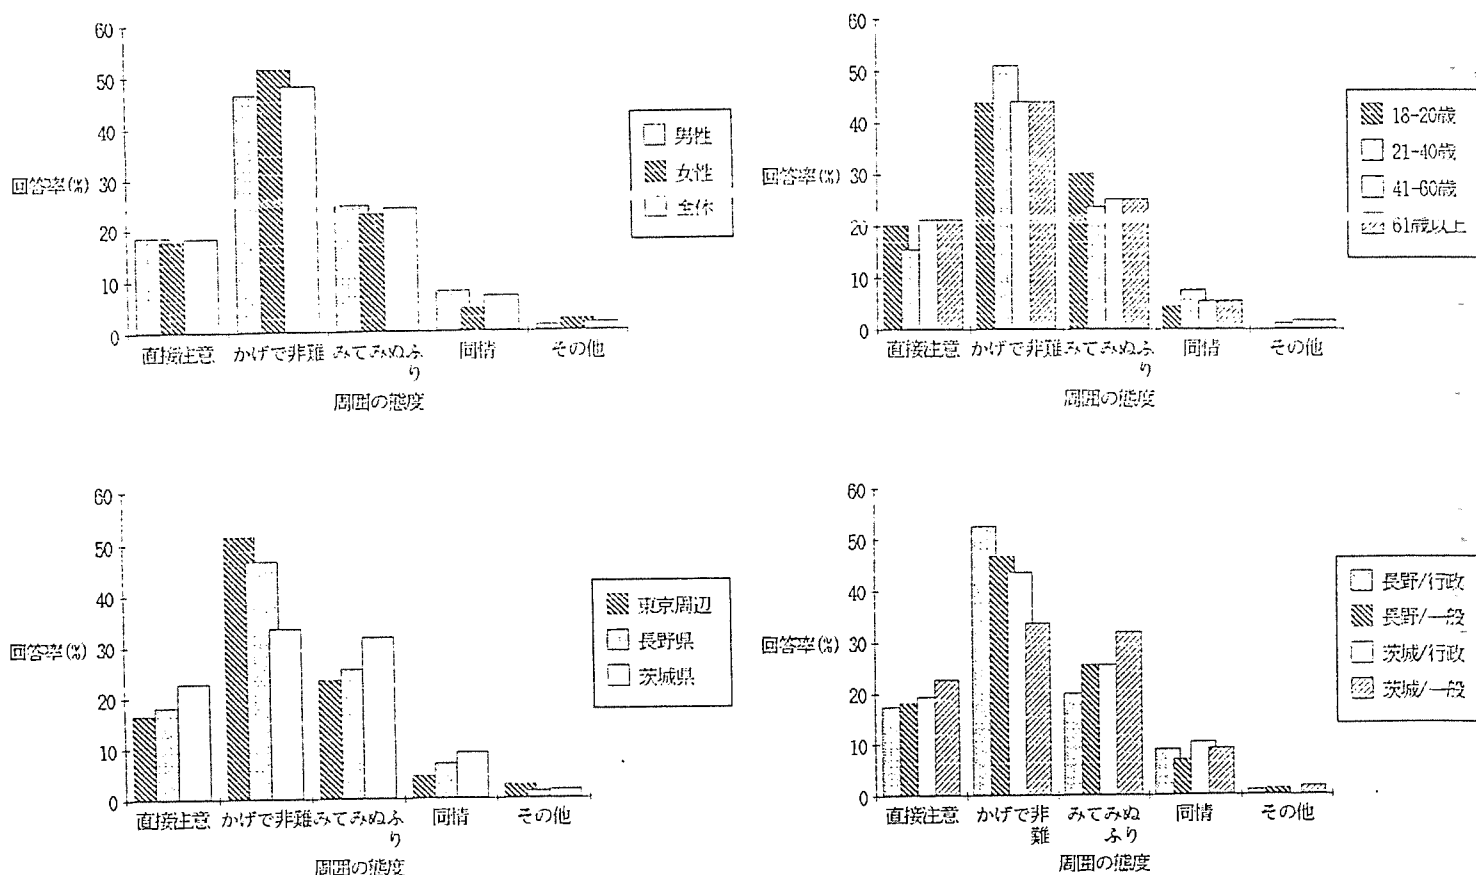 60
50
40
30
20
10
0
回答率(%)
直接注意
かげで非難
みてみぬふ
り
同情
その他
周囲の態度
男性
女性
全体
60
50
40
30
20
10
0
回答率(%)
直接注意
かげで非難
みてみぬふ
り
同情
その他
周囲の態度
18-20歳
21-40歳
41-60歳
61歳以上
60
50
40
30
20
10
0
回答率(%)
直接注意
かげで非難
みてみぬふ
り
同情
その他
周囲の態度
東京周辺
長野県
茨城県
60
50
40
30
20
10
0
回答率(%)
直接注意
かげで非
難
みてみぬ
ふり
同情
その他
周囲の態度
長野/行政
長野/一般
茨城/行政
茨城/一般